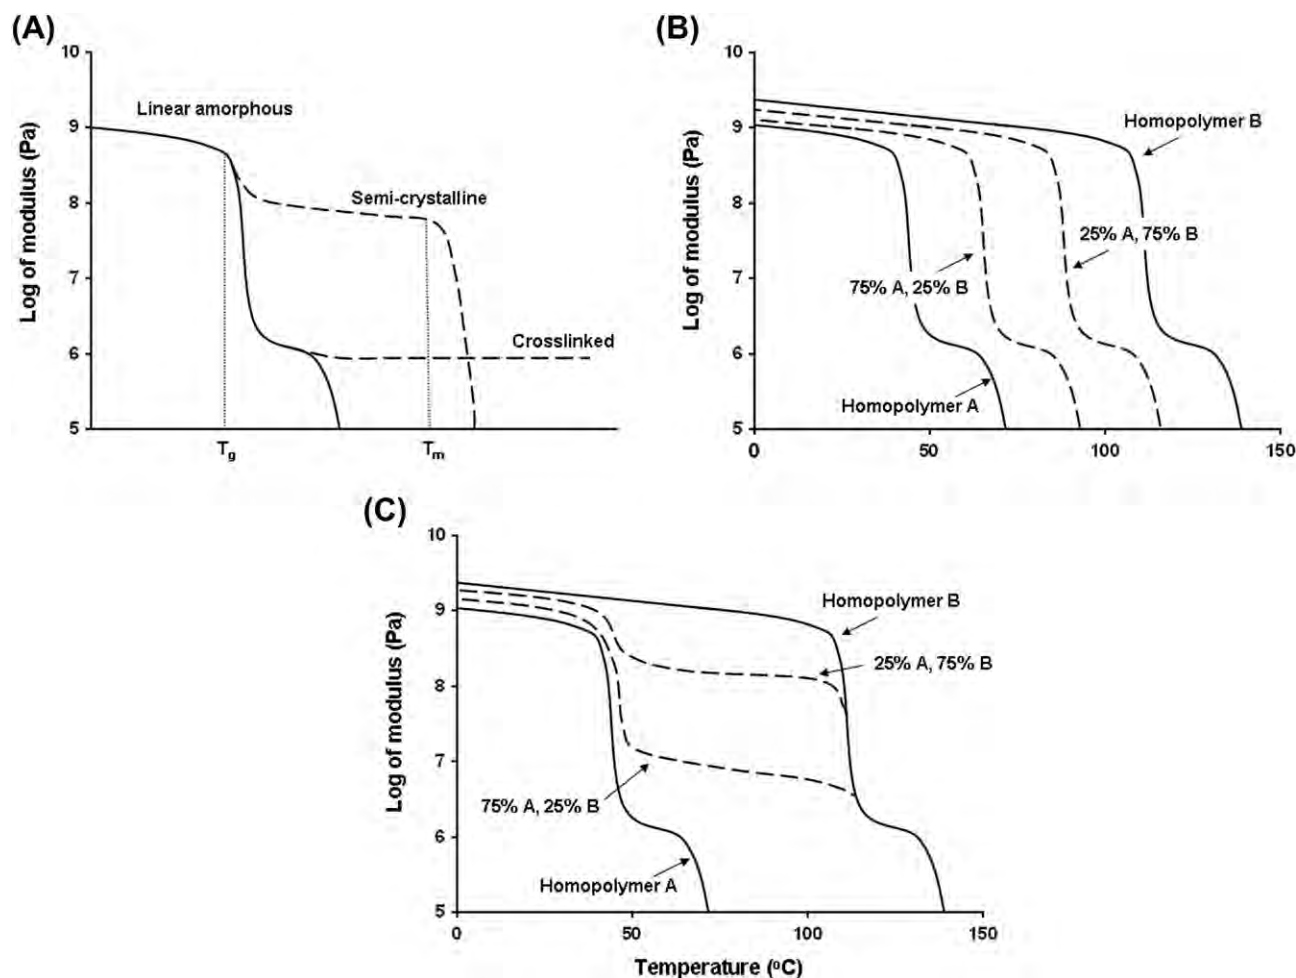 (A)
10
9
8
7
6
5
Log of modulus (Pa)
Linear amorphous
Semi-crystalline
Crosslinked
Tg
Tm
(B)
10
9
8
7
6
5
Log of modulus (Pa)
Homopolymer B
25% A, 75% B
75% A, 25% B
Homopolymer A
0
50
100
150
(C)
10
9
8
7
6
5
Log of modulus (Pa)
Homopolymer B
25% A, 75% B
75% A, 25% B
Homopolymer A
0
50
100
150
Temperature (ºC)